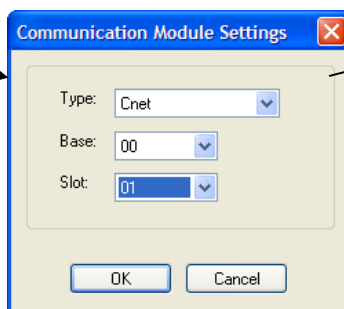 Communication Module Settings
Type: Cnet
Base: 00
Slot: 01
OK Cancel